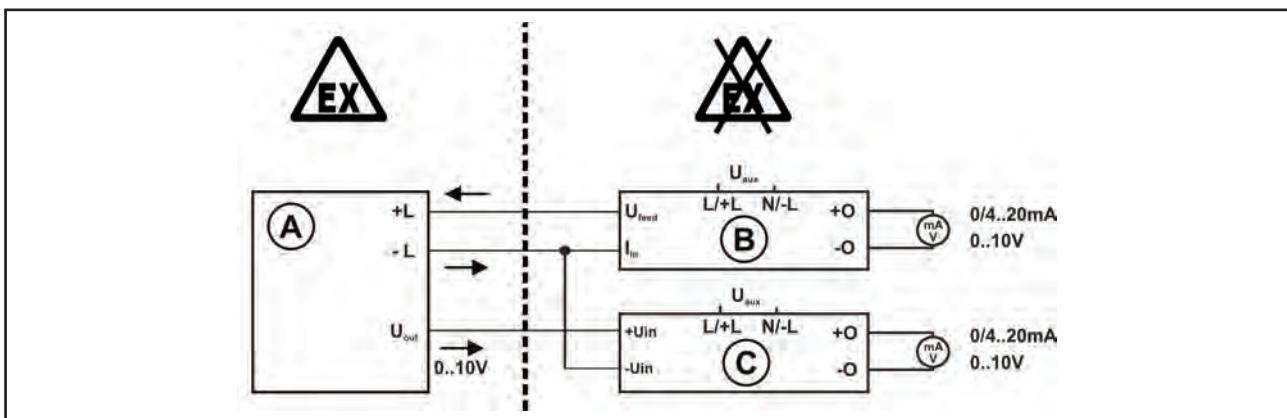 EX
EX
A
+L
- L
U out
0..10V
U aux
L/+L N/-L
U feed
I in
B
+O
-O
mA
V
0/4..20mA
0..10V
U aux
L/+L N/-L
+Uin
-Uin
C
+O
-O
mA
V
0/4..20mA
0..10V